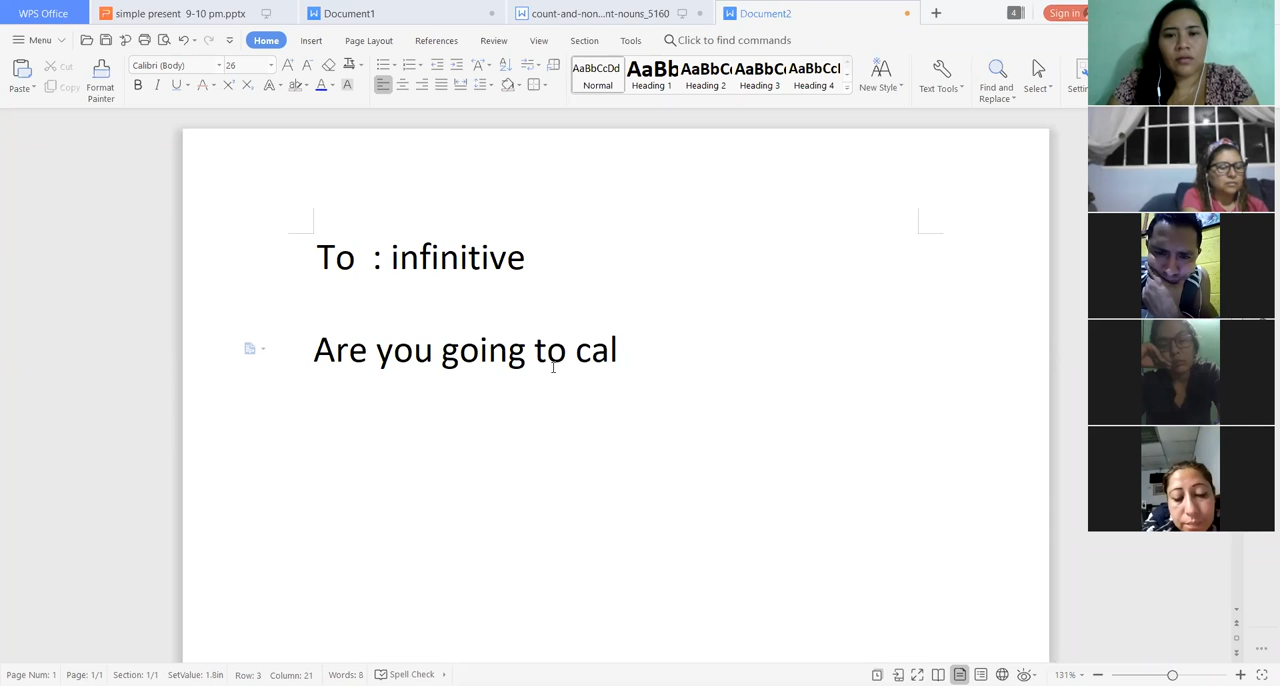 WPS Office simple present 9-10 pm.pptx Document1 count-and-non...nt-nouns_5160 Document2 4 Sign in
Menu Home Insert Page Layout References Review View Section Tools Click to find commands
Paste Cut Copy Format Painter Calibri (Body) 26 AaBbCcDd Normal AaBb Heading 1 AaBbCc Heading 2 AaBbCc Heading 3 AaBbCcl Heading 4 New Style Text Tools Find and Replace Select
To : infinitive
Are you going to cal
Page Num: 1 Page: 1/1 Section: 1/1 SetValue: 1.8in Row: 3 Column: 21 Words: 8 Spell Check 131%